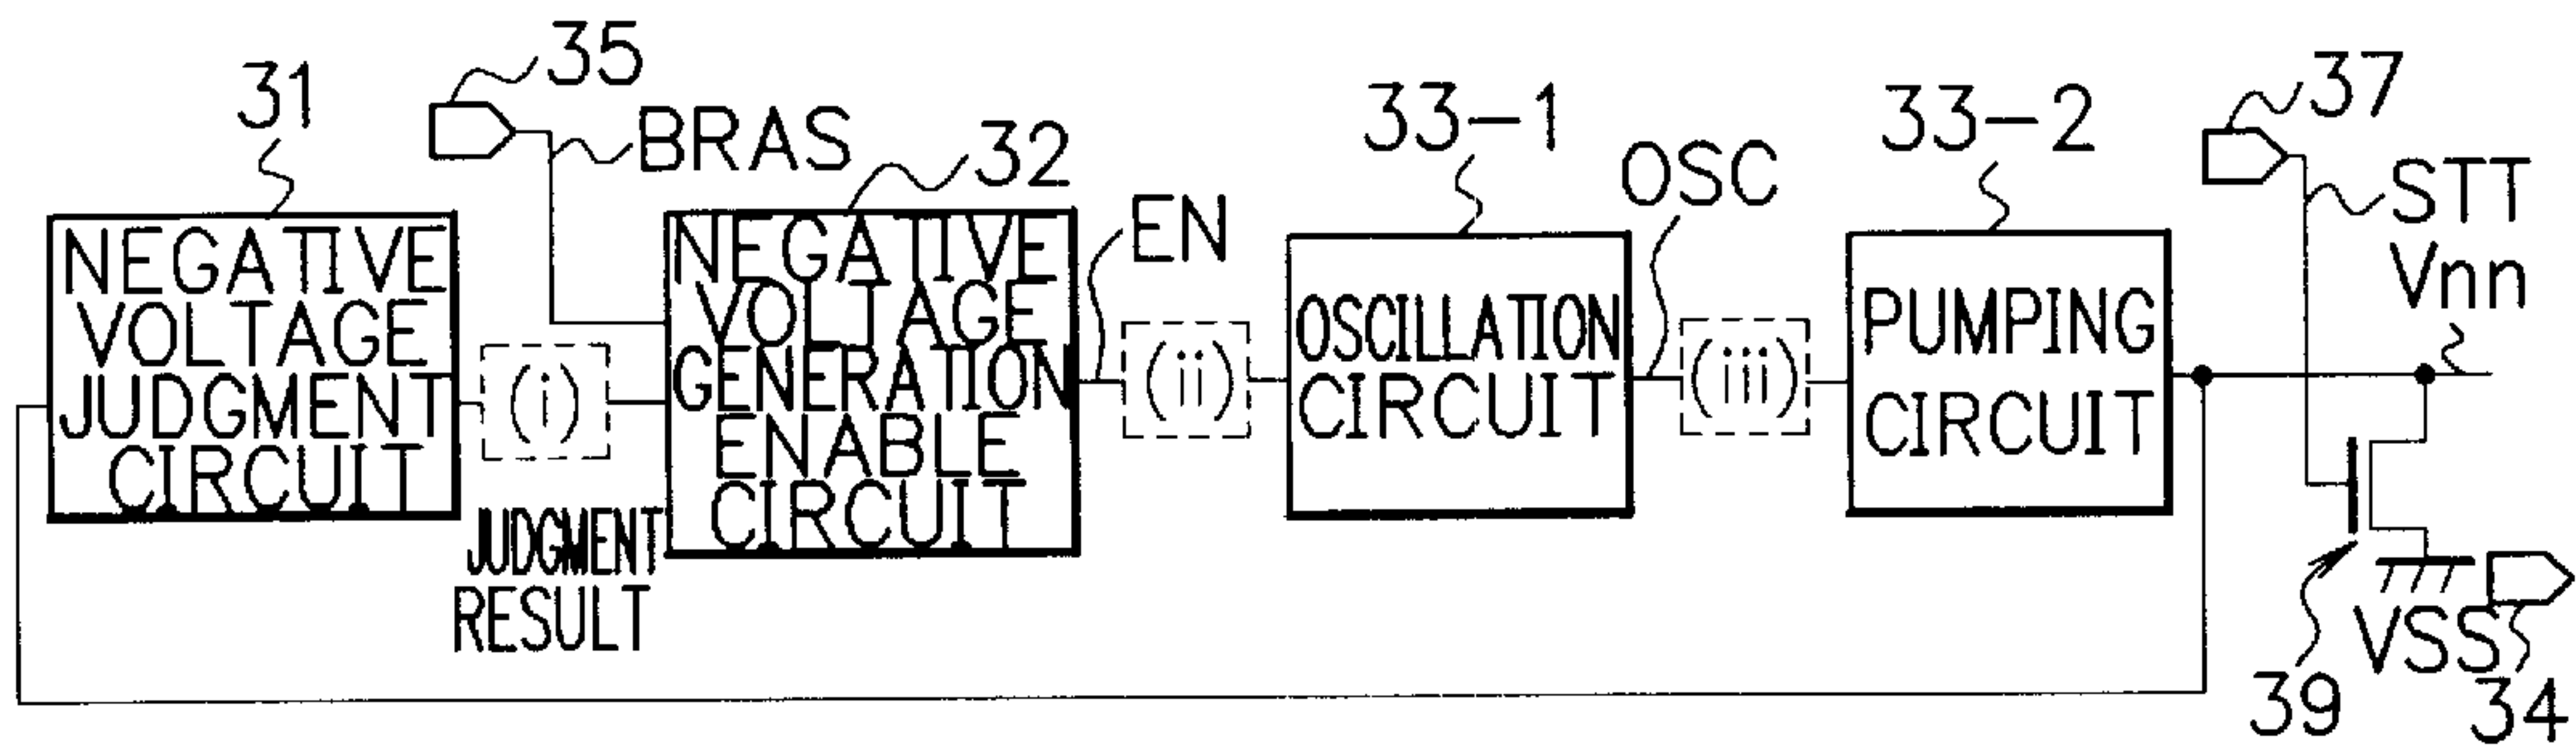 31
35
BRAS
32
EN
33-1
OSC
33-2
37
STT
Vnn
NEGATIVE
VOLTAGE
JUDGMENT
CIRCUIT
(i)
JUDGMENT
RESULT
NEGATIVE
VOLTAGE
GENERATION
ENABLE
CIRCUIT
(ii)
OSCILLATION
CIRCUIT
(iii)
PUMPING
CIRCUIT
VSS
39
34